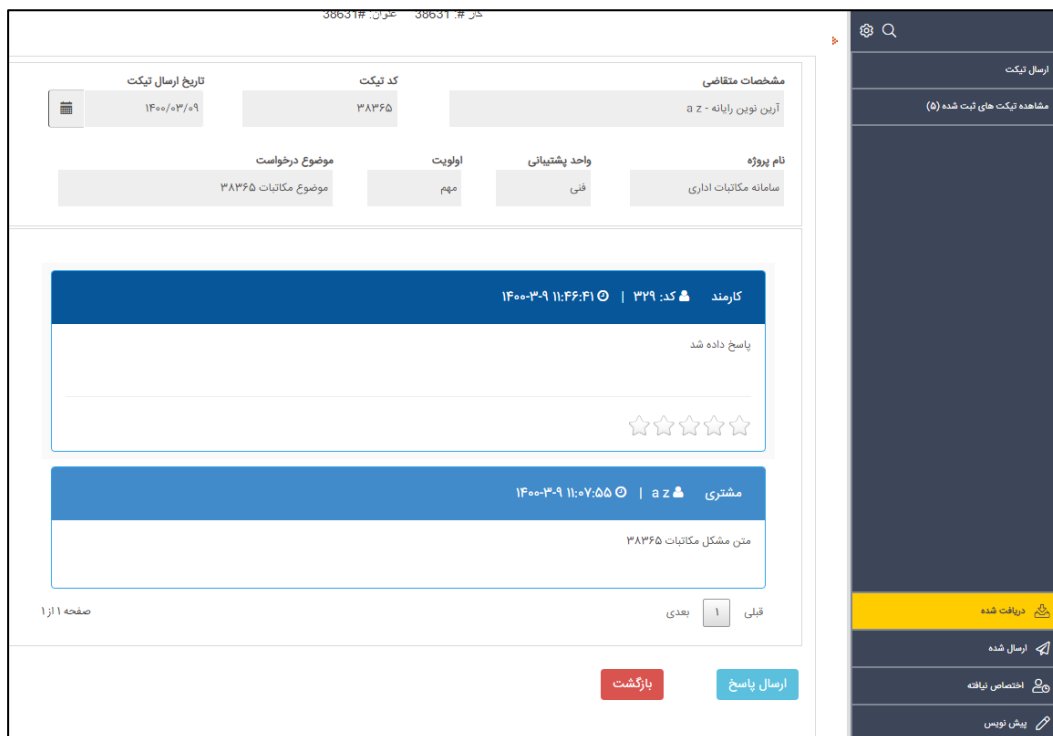 کار #: 38631 عنوان: #38631
ارسال تیکت
مشاهده تیکت های ثبت شده (۵)
مشخصات متقاضی
کد تیکت
تاریخ ارسال تیکت
آرین نوین رایانه - a z
۳۸۳۶۵
۱۴۰۰/۰۳/۰۹
نام پروژه
واحد پشتیبانی
اولویت
موضوع درخواست
سامانه مکاتبات اداری
فنی
مهم
موضوع مکاتبات ۳۸۳۶۵
کارمند کد: ۳۲۹ | ۱۱:۴۶:۴۱ ۱۴۰۰-۳-۹
پاسخ داده شد
مشتری a z | ۱۱:۰۷:۵۵ ۱۴۰۰-۳-۹
متن مشکل مکاتبات ۳۸۳۶۵
قبلی ۱ بعدی
صفحه ۱ از ۱
ارسال پاسخ
بازگشت
دریافت شده
ارسال شده
اختصاص نیافته
پیش نویس